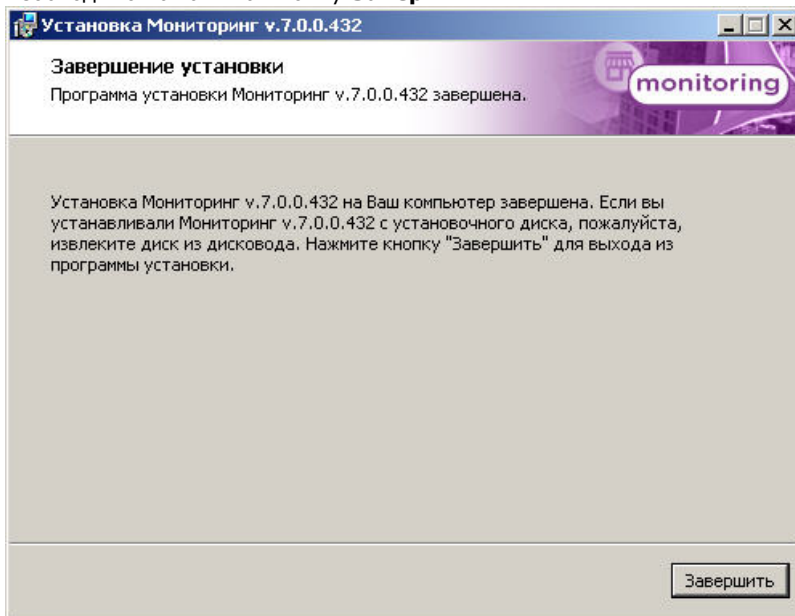 Установка Мониторинг v.7.0.0.432
Завершение установки
Программа установки Мониторинг v.7.0.0.432 завершена.
monitoring
Установка Мониторинг v.7.0.0.432 на Ваш компьютер завершена. Если вы
устанавливали Мониторинг v.7.0.0.432 с установочного диска, пожалуйста,
извлеките диск из дисковода. Нажмите кнопку "Завершить" для выхода из
программы установки.
Завершить